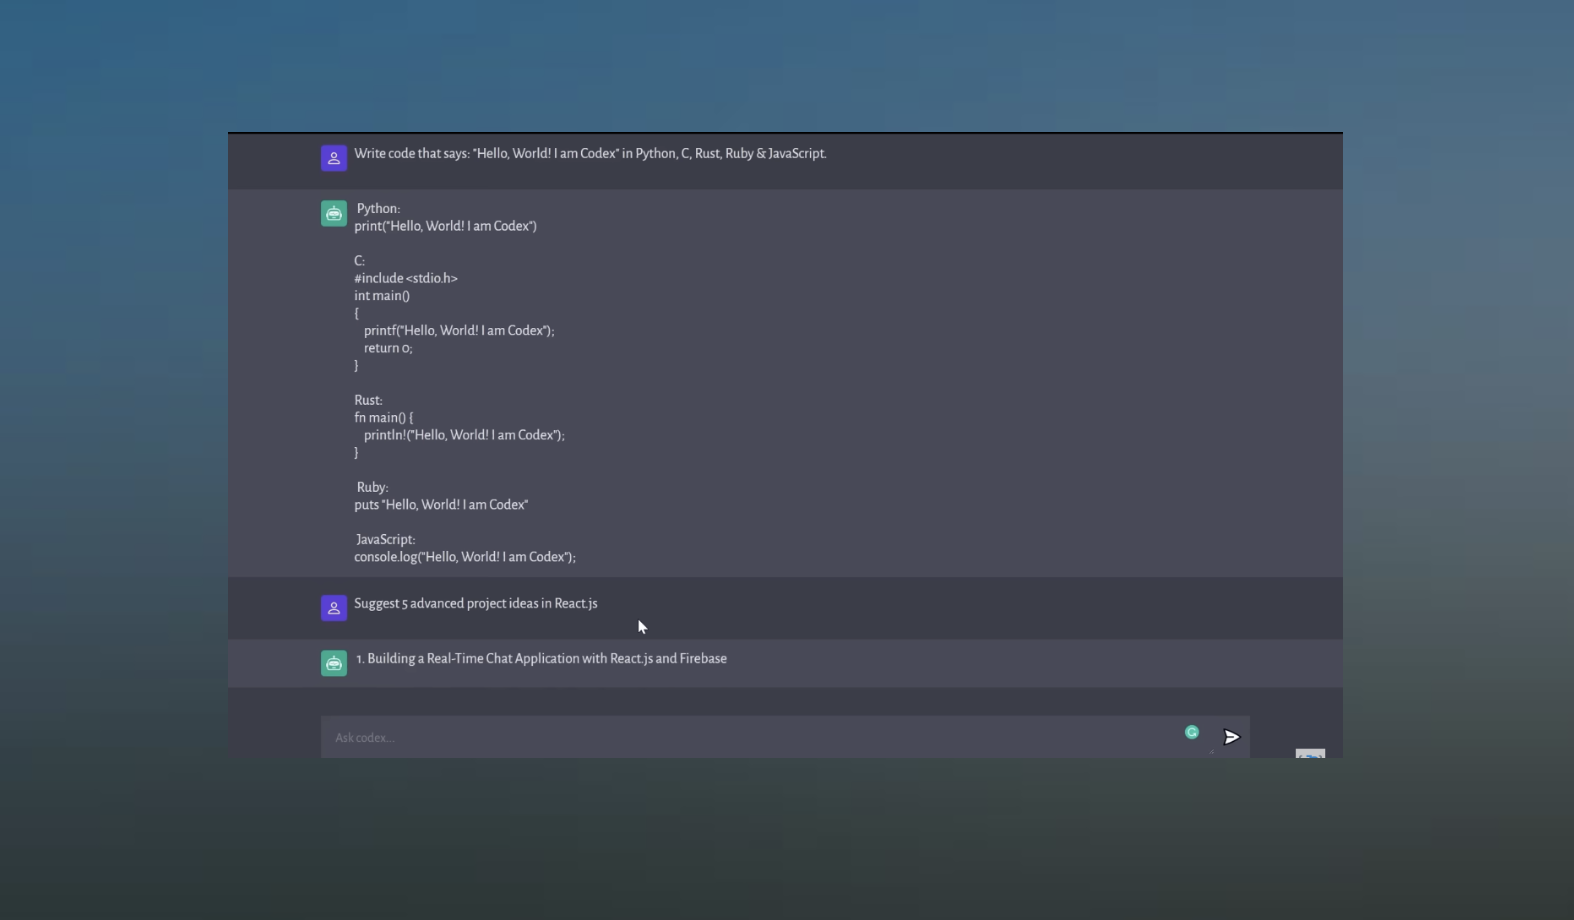 Write code that says: "Hello, World! I am Codex" in Python, C, Rust, Ruby & JavaScript.
Python:
print("Hello, World! I am Codex")
C:
#include <stdio.h>
int main()
{
printf("Hello, World! I am Codex");
return 0;
}
Rust:
fn main() {
println!("Hello, World! I am Codex");
}
Ruby:
puts "Hello, World! I am Codex"
JavaScript:
console.log("Hello, World! I am Codex");
Suggest 5 advanced project ideas in React.js
1. Building a Real-Time Chat Application with React.js and Firebase
Ask codex...